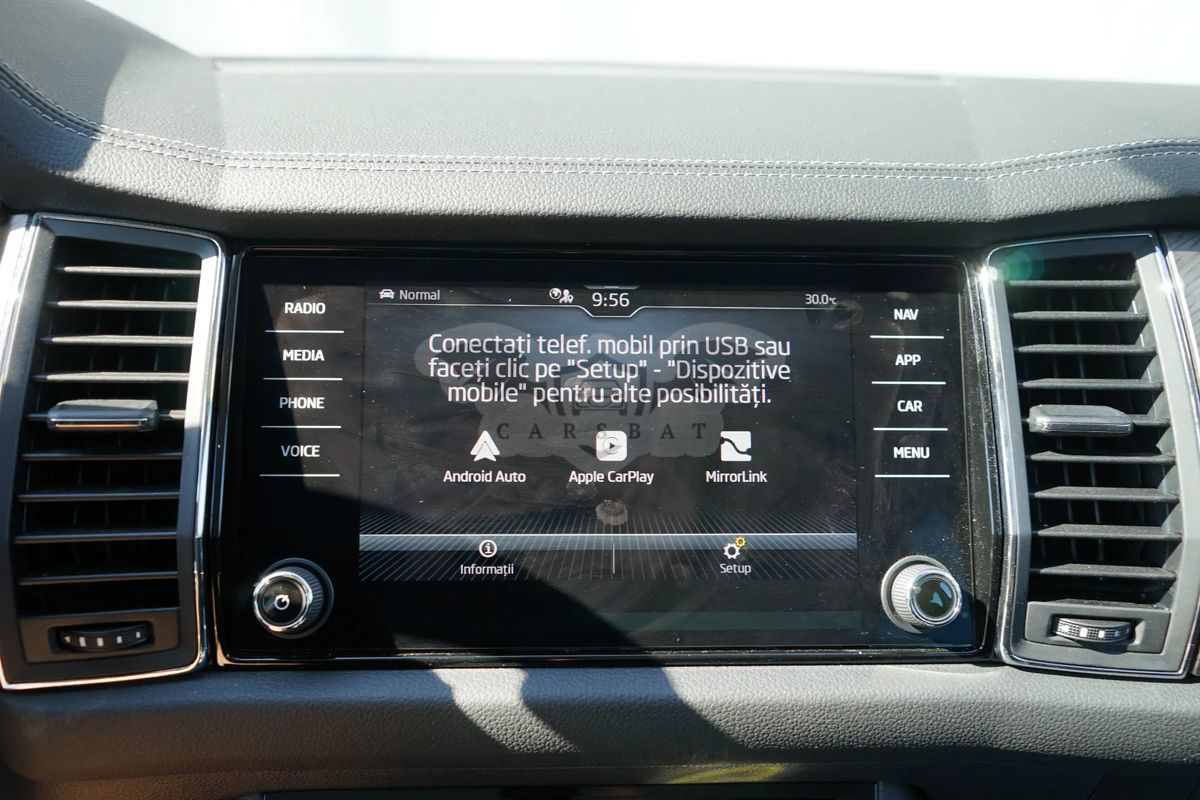 Normal
9:56
30.0°C
RADIO
MEDIA
PHONE
VOICE
NAV
APP
CAR
MENU
Conectați telef. mobil prin USB sau
faceți clic pe "Setup" - "Dispozitive
mobile" pentru alte posibilități.
CARSBAT
Android Auto
Apple CarPlay
MirrorLink
Informații
Setup